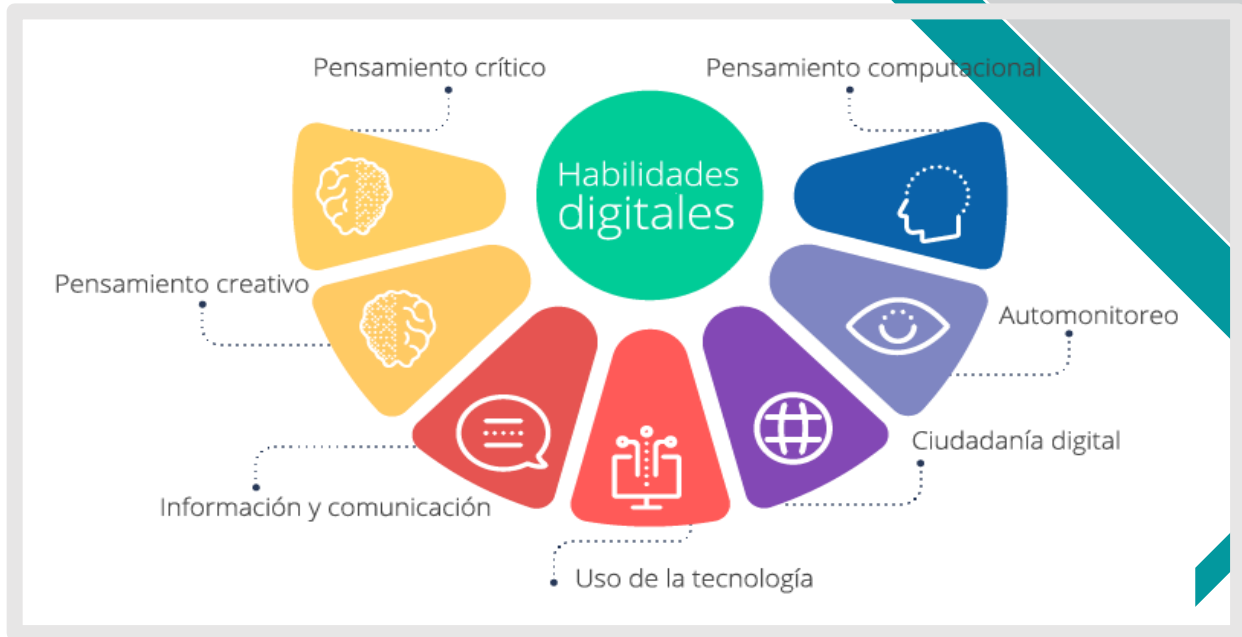 Pensamiento crítico
Pensamiento computacional
Habilidades
digitales
Pensamiento creativo
Automonitoreo
Ciudadanía digital
Información y comunicación
Uso de la tecnología